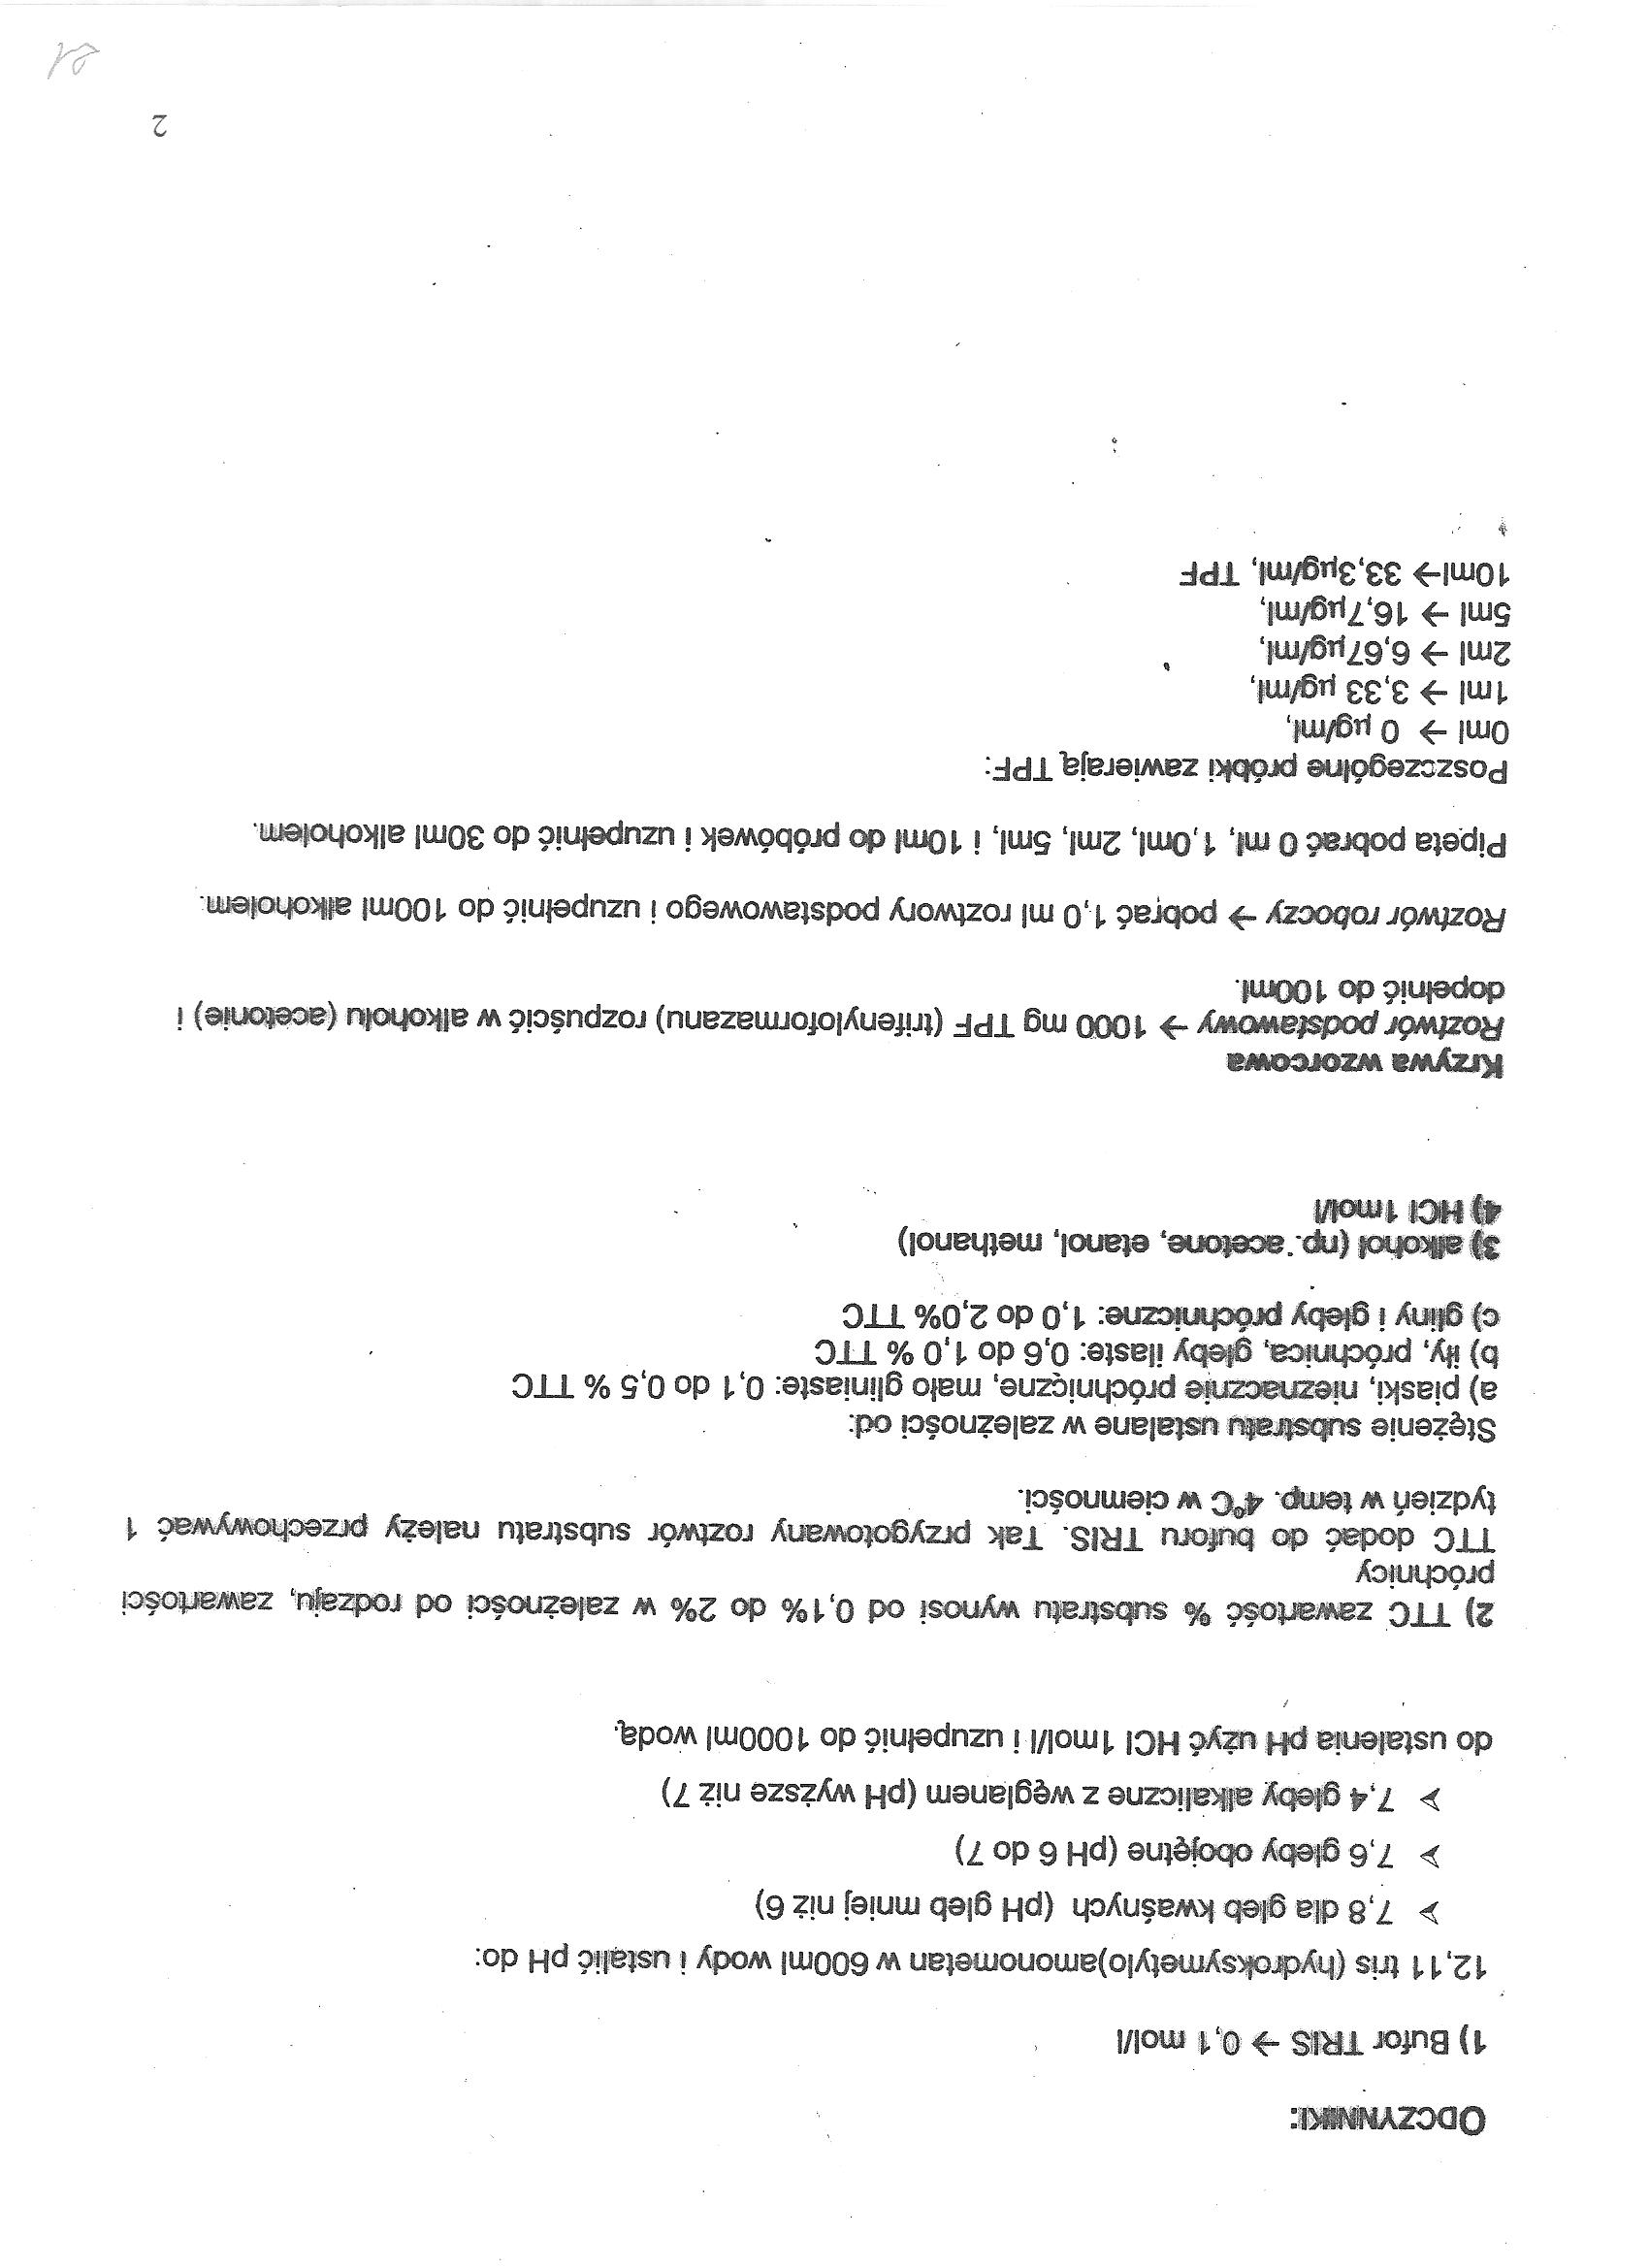 ODCZYNNIKI:
1) Bufor TRIS → 0,1 mol/l
12,11 tris (hydroksymetylo)amonometan w 600ml wody i ustalić pH do:
➢ 7,8 dla gleb kwaśnych (pH gleb mniej niż 6)
➢ 7,6 gleby obojętne (pH 6 do 7)
➢ 7,4 gleby alkaliczne z węglanem (pH wyższe niż 7)
do ustalenia pH użyć HCl 1mol/l i uzupełnić do 1000ml wodą.
2) TTC zawartość % substratu wynosi od 0,1% do 2% w zależności od rodzaju, zawartości
próchnicy
TTC dodać do buforu TRIS. Tak przygotowany roztwór substratu należy przechowywać 1
tydzień w temp. 4°C w ciemności.
Stężenie substratu ustalane w zależności od:
a) piaski, nieznacznie próchniczne, mało gliniaste: 0,1 do 0,5 % TTC
b) iły, próchnica, gleby ilaste: 0,6 do 1,0 % TTC
c) gliny i gleby próchniczne: 1,0 do 2,0% TTC
3) alkohol (np. acetone, etanol, methanol)
4) HCl 1mol/l
Krzywa wzorcowa
Roztwór podstawowy → 1000 mg TPF (trifenyloformazanu) rozpuścić w alkoholu (acetonie) i
dopełnić do 100ml.
Roztwór roboczy → pobrać 1,0 ml roztwory podstawowego i uzupełnić do 100ml alkoholem.
Pipeta pobrać 0 ml, 1,0ml, 2ml, 5ml, i 10ml do próbówek i uzupełnić do 30ml alkoholem.
Poszczególne próbki zawierają TPF:
0ml → 0 µg/ml,
1ml → 3,33 µg/ml,
2ml → 6,67µg/ml,
5ml → 16,7µg/ml,
10ml→ 33,3µg/ml, TPF
2